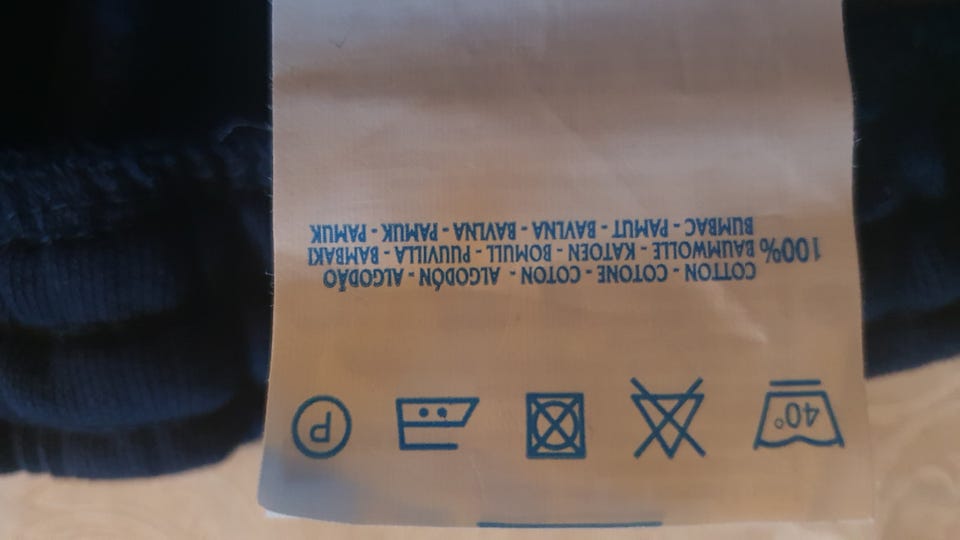 40°
P
COTTON - COTONE - COTON - ALGODÓN - ALGODÃO
100% BAUMWOLLE - KATOEN - BOMULL - PUUVILLA - BAMBAKI
BUMBAC - PAMUT - BAVLNA - BAVLNA - PAMUK - PAMUK